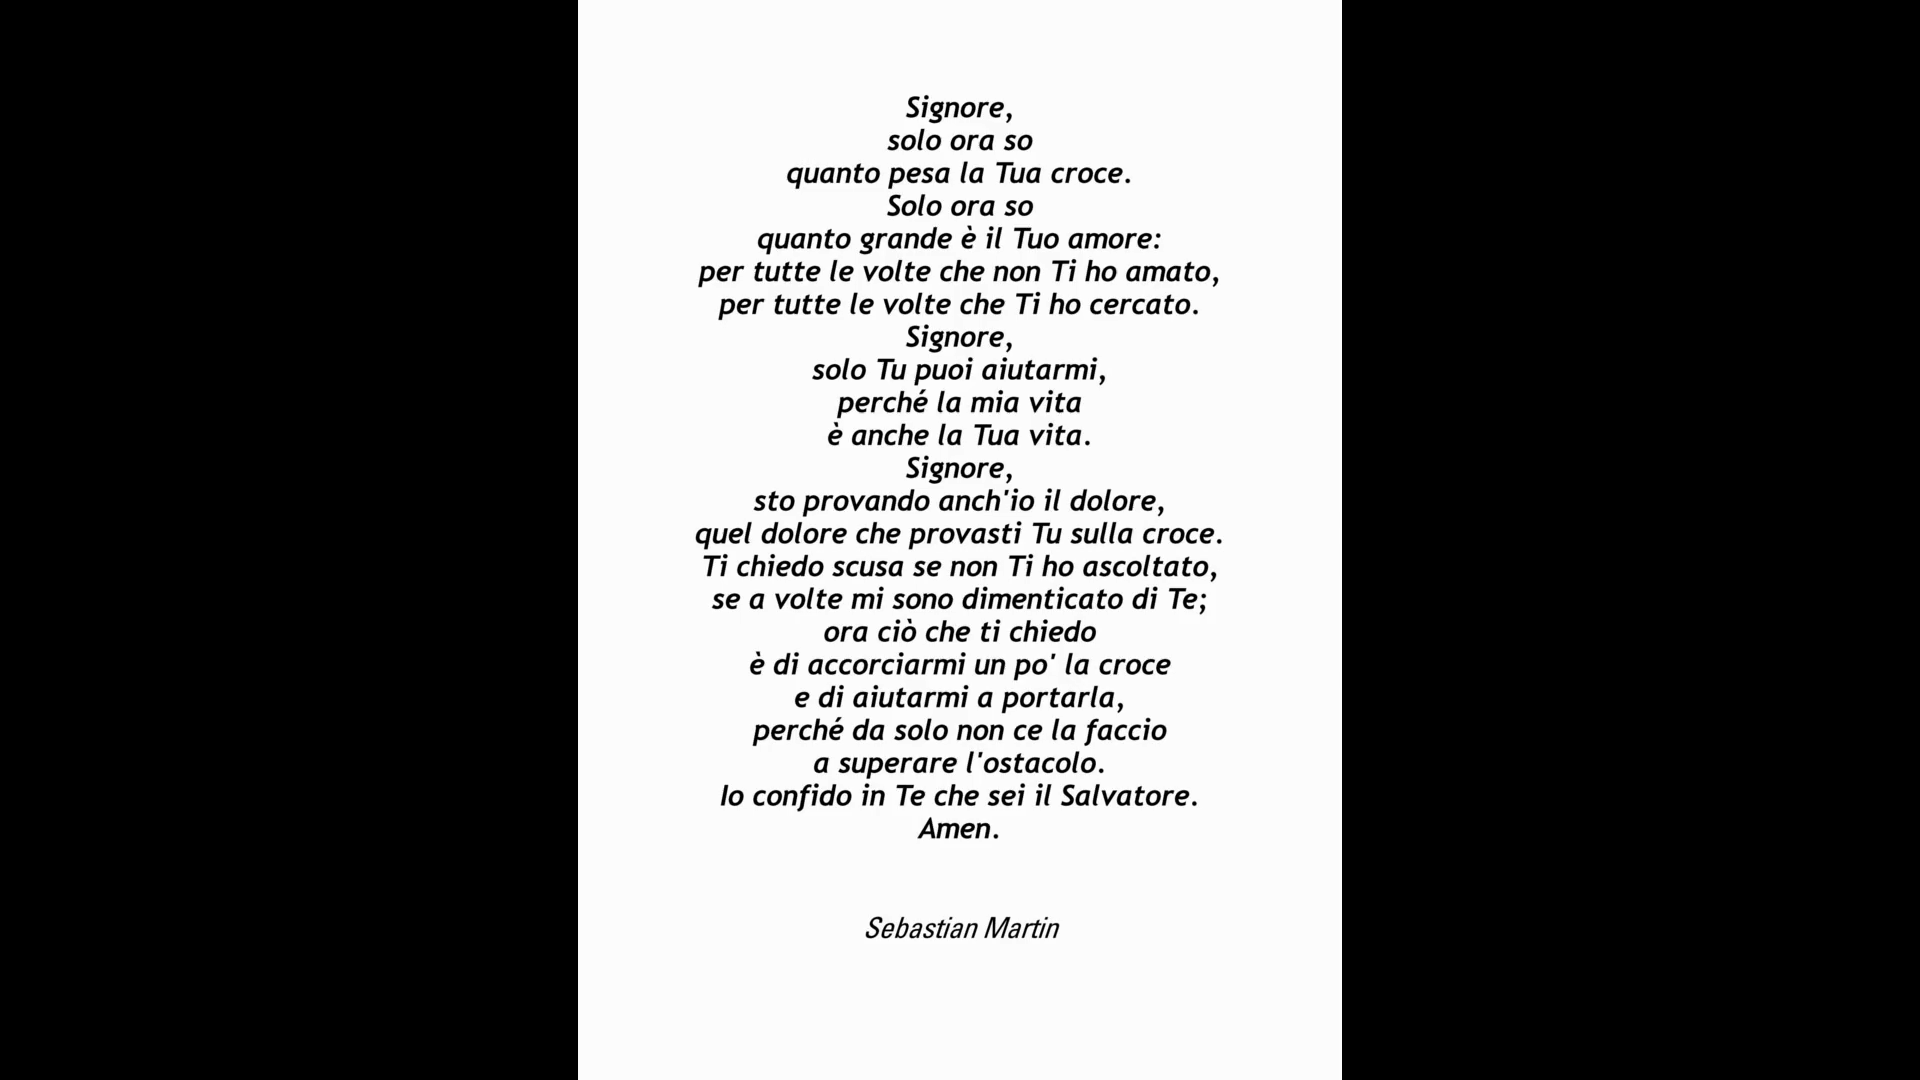 Signore,
solo ora so
quanto pesa la Tua croce.
Solo ora so
quanto grande è il Tuo amore:
per tutte le volte che non Ti ho amato,
per tutte le volte che Ti ho cercato.
Signore,
solo Tu puoi aiutarmi,
perché la mia vita
è anche la Tua vita.
Signore,
sto provando anch'io il dolore,
quel dolore che provasti Tu sulla croce.
Ti chiedo scusa se non Ti ho ascoltato,
se a volte mi sono dimenticato di Te;
ora ciò che ti chiedo
è di accorciarmi un po' la croce
e di aiutarmi a portarla,
perché da solo non ce la faccio
a superare l'ostacolo.
Io confido in Te che sei il Salvatore.
Amen.
Sebastian Martin